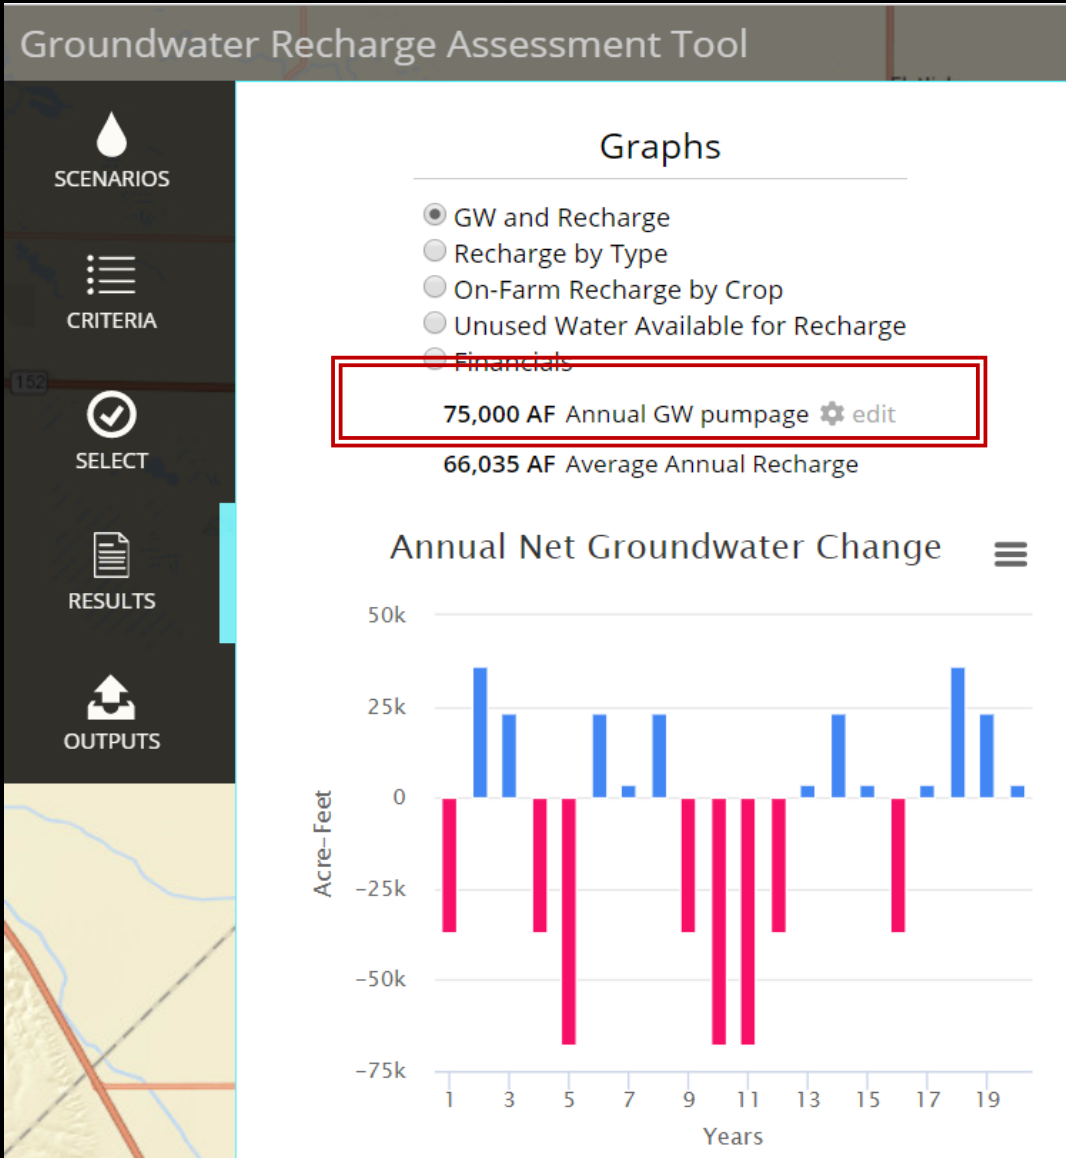 Groundwater Recharge Assessment Tool
SCENARIOS
CRITERIA
152
SELECT
RESULTS
OUTPUTS
Graphs
GW and Recharge
Recharge by Type
On-Farm Recharge by Crop
Unused Water Available for Recharge
Financials
75,000 AF Annual GW pumpage edit
66,035 AF Average Annual Recharge
Annual Net Groundwater Change
50k
25k
0
-25k
-50k
-75k
Acre-Feet
1 3 5 7 9 11 13 15 17 19
Years